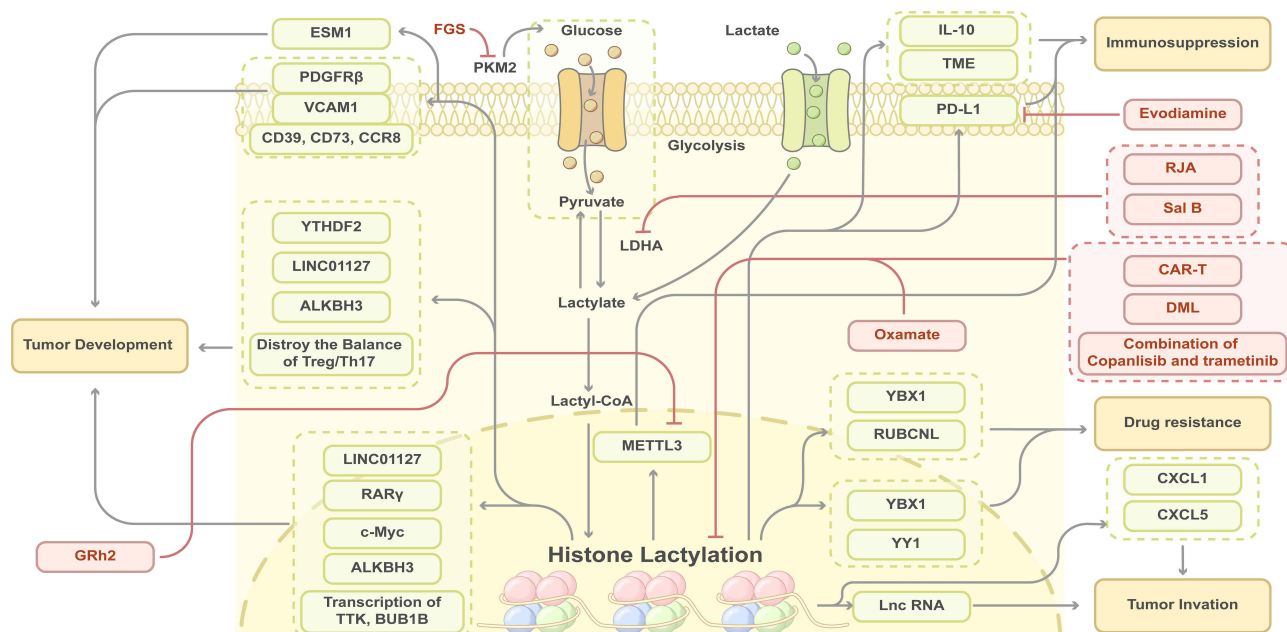 ESM1
PDGFRβ
VCAM1
CD39, CD73, CCR8
FGS
PKM2
Glucose
Lactate
Glycolysis
IL-10
TME
PD-L1
Immunosuppression
Evodiamine
RJA
Sal B
CAR-T
DML
Combination of
Copanlisib and trametinib
Pyruvate
LDHA
Lactylate
Oxamate
YTHDF2
LINC01127
ALKBH3
Distroy the Balance
of Treg/Th17
Tumor Development
Lactyl-CoA
METTL3
YBX1
RUBCNL
Drug resistance
YBX1
YY1
CXCL1
CXCL5
LINC01127
RARγ
c-Myc
ALKBH3
Transcription of
TTK, BUB1B
GRh2
Histone Lactylation
Lnc RNA
Tumor Invation